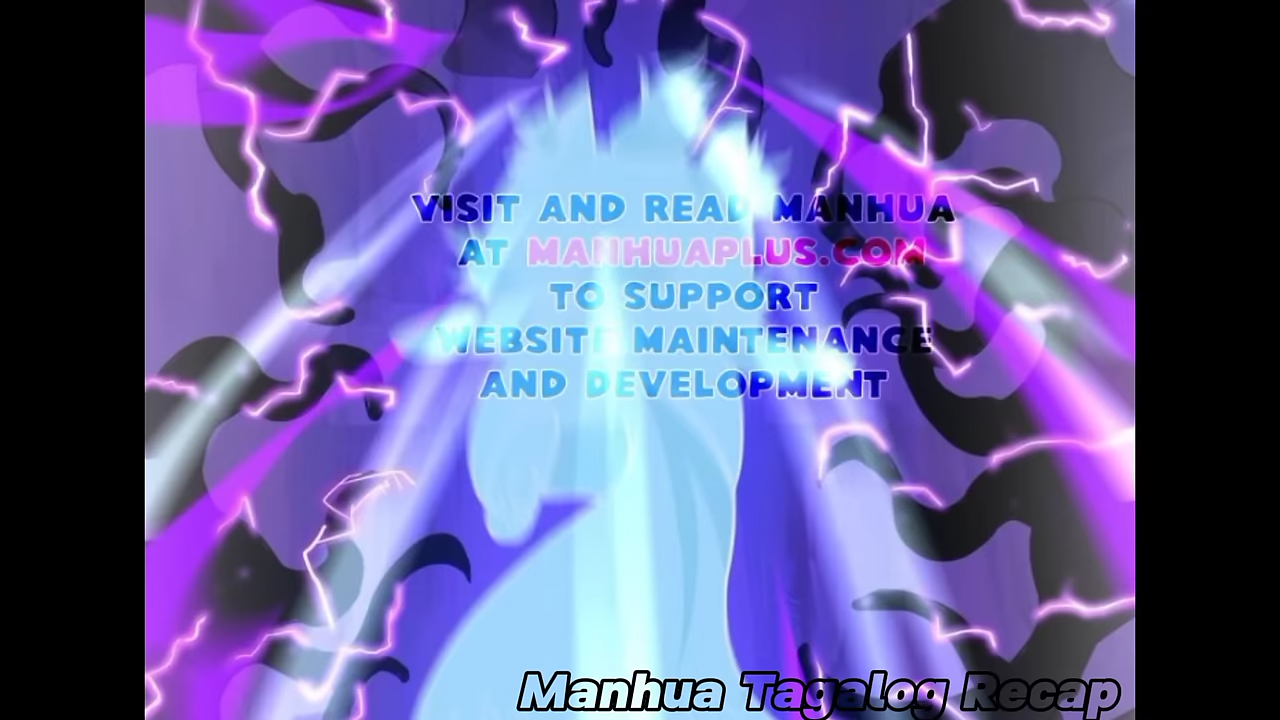 VISIT AND READ MANHUA
AT MANHUAPLUS.COM
TO SUPPORT
WEBSITE MAINTENANCE
AND DEVELOPMENT
Manhua Tagalog Recap